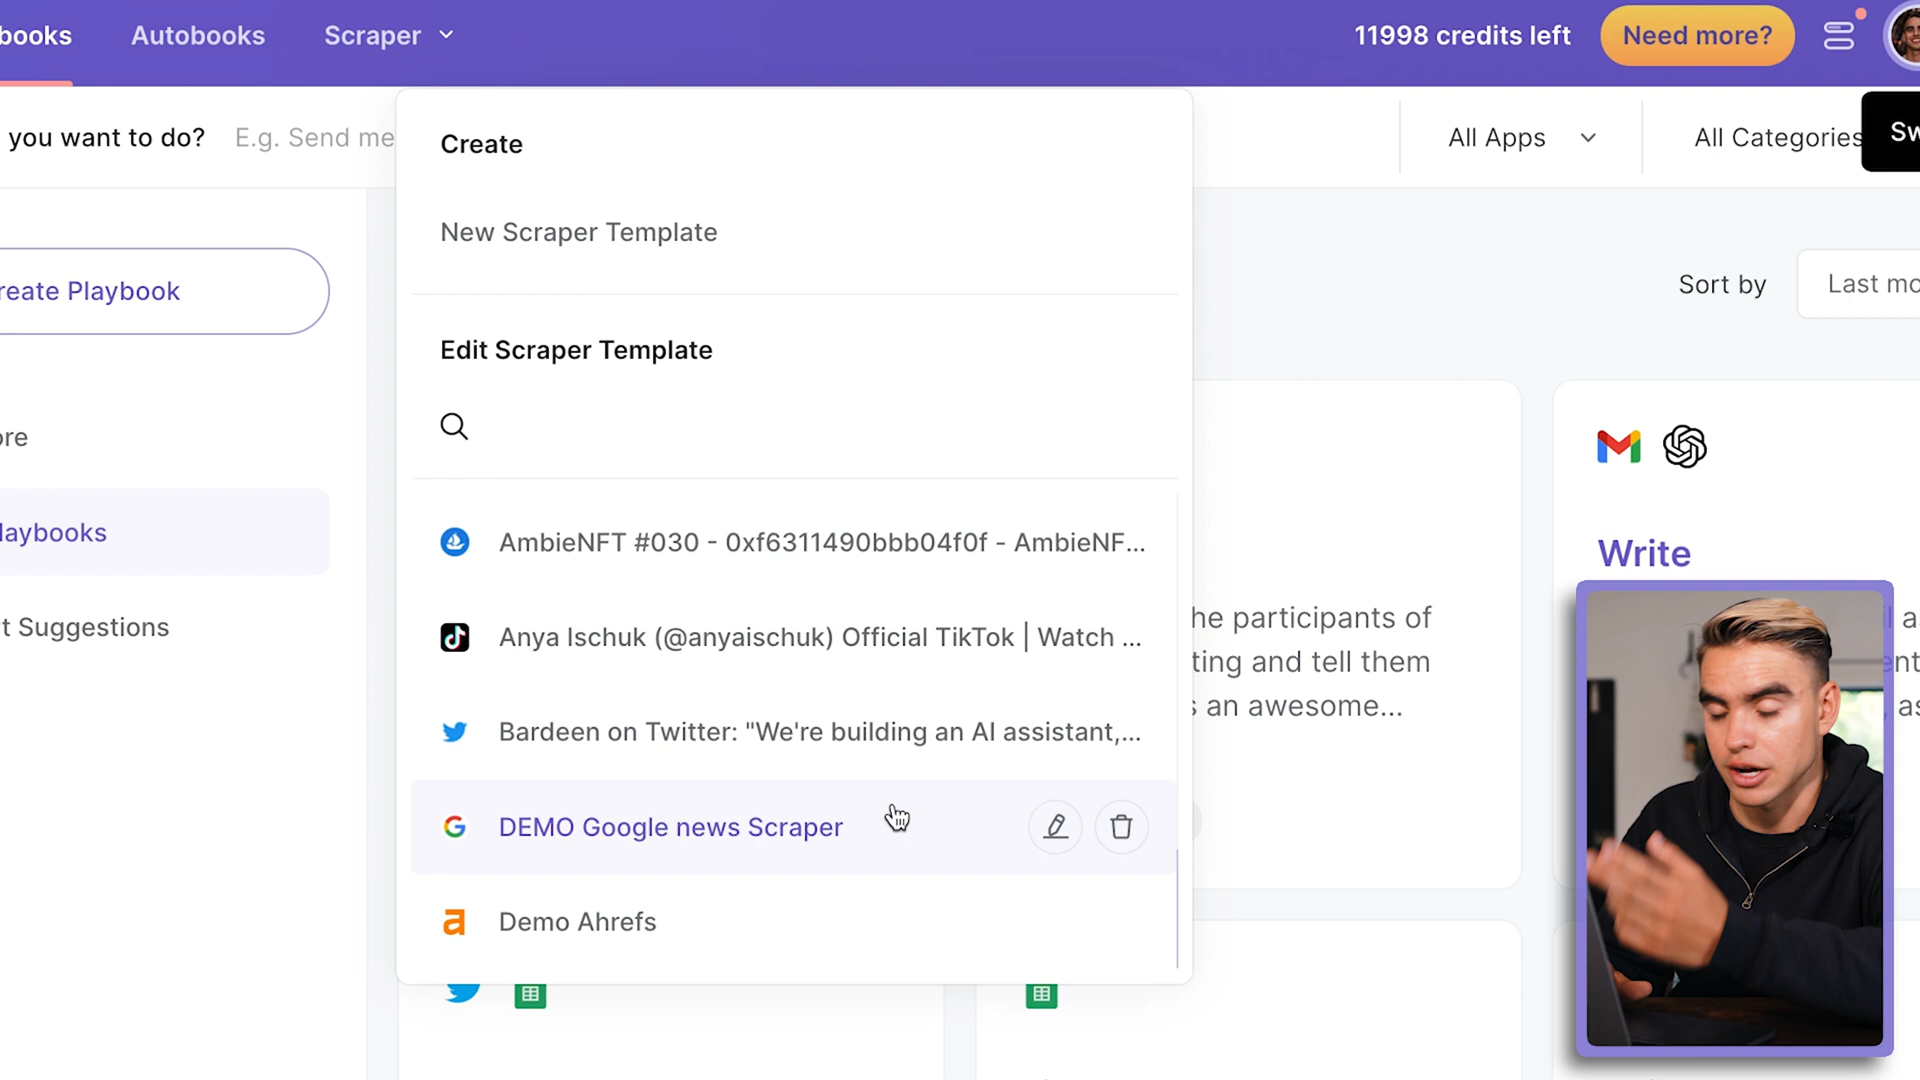 books
Autobooks
Scraper
11998 credits left
Need more?
you want to do?
E.g. Send me
All Apps
All Categories
Sw
Create
New Scraper Template
reate Playbook
Sort by
Last mo
Edit Scraper Template
ore
AmbieNFT #030 - 0xf6311490bbb04f0f - AmbieNF...
laybooks
Write
Anya Ischuk (@anyaischuk) Official TikTok | Watch ...
t Suggestions
he participants of
ting and tell them
s an awesome...
Bardeen on Twitter: "We're building an AI assistant,...
DEMO Google news Scraper
Demo Ahrefs